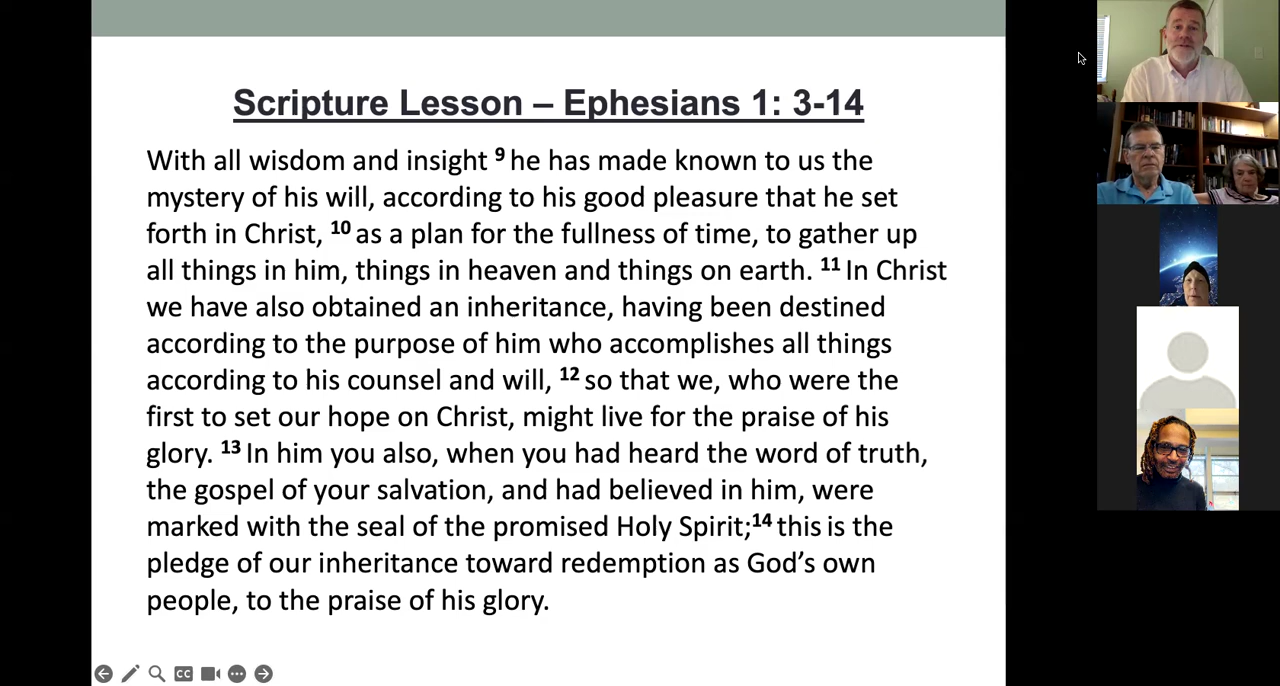 Scripture Lesson – Ephesians 1: 3-14
With all wisdom and insight 9 he has made known to us the
mystery of his will, according to his good pleasure that he set
forth in Christ, 10 as a plan for the fullness of time, to gather up
all things in him, things in heaven and things on earth. 11 In Christ
we have also obtained an inheritance, having been destined
according to the purpose of him who accomplishes all things
according to his counsel and will, 12 so that we, who were the
first to set our hope on Christ, might live for the praise of his
glory. 13 In him you also, when you had heard the word of truth,
the gospel of your salvation, and had believed in him, were
marked with the seal of the promised Holy Spirit;14 this is the
pledge of our inheritance toward redemption as God’s own
people, to the praise of his glory.
CC